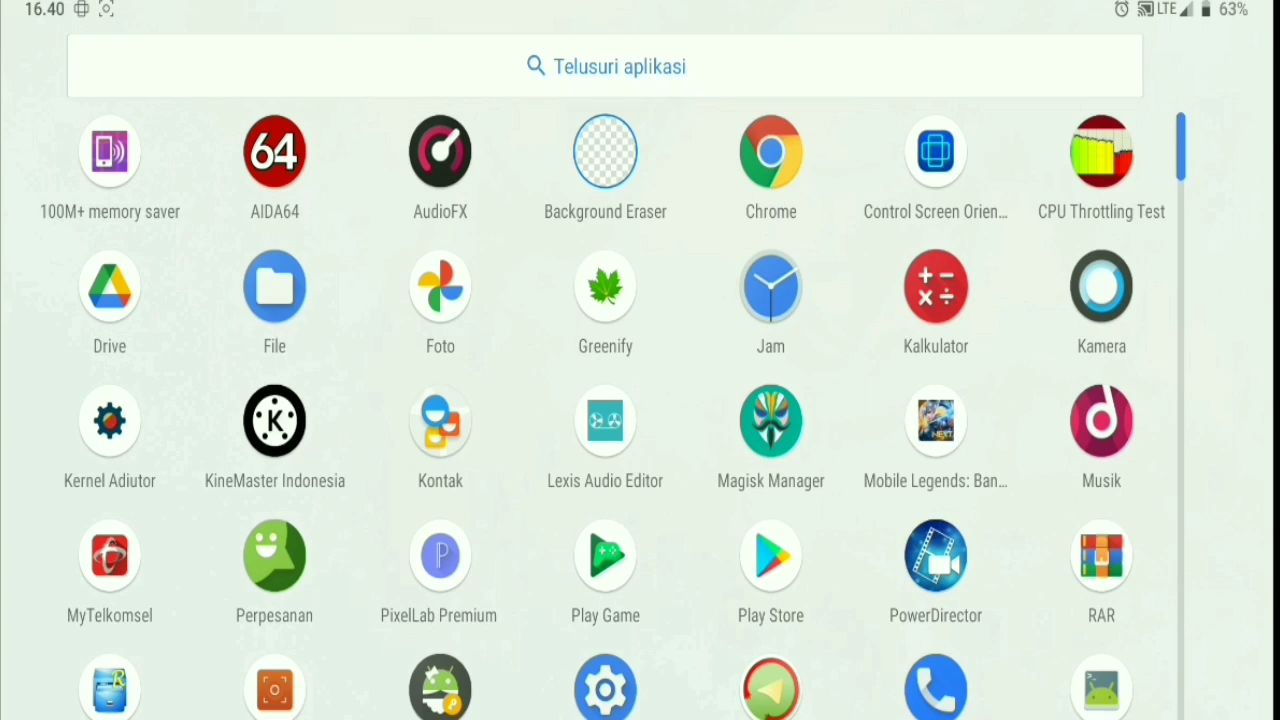 16.40
LTE
63%
Telusuri aplikasi
64
100M+ memory saver
AIDA64
AudioFX
Background Eraser
Chrome
Control Screen Orien...
CPU Throttling Test
Drive
File
Foto
Greenify
Jam
Kalkulator
Kamera
K
NEXT
Kernel Adiutor
KineMaster Indonesia
Kontak
Lexis Audio Editor
Magisk Manager
Mobile Legends: Ban...
Musik
P
MyTelkomsel
Perpesanan
PixelLab Premium
Play Game
Play Store
PowerDirector
RAR
R